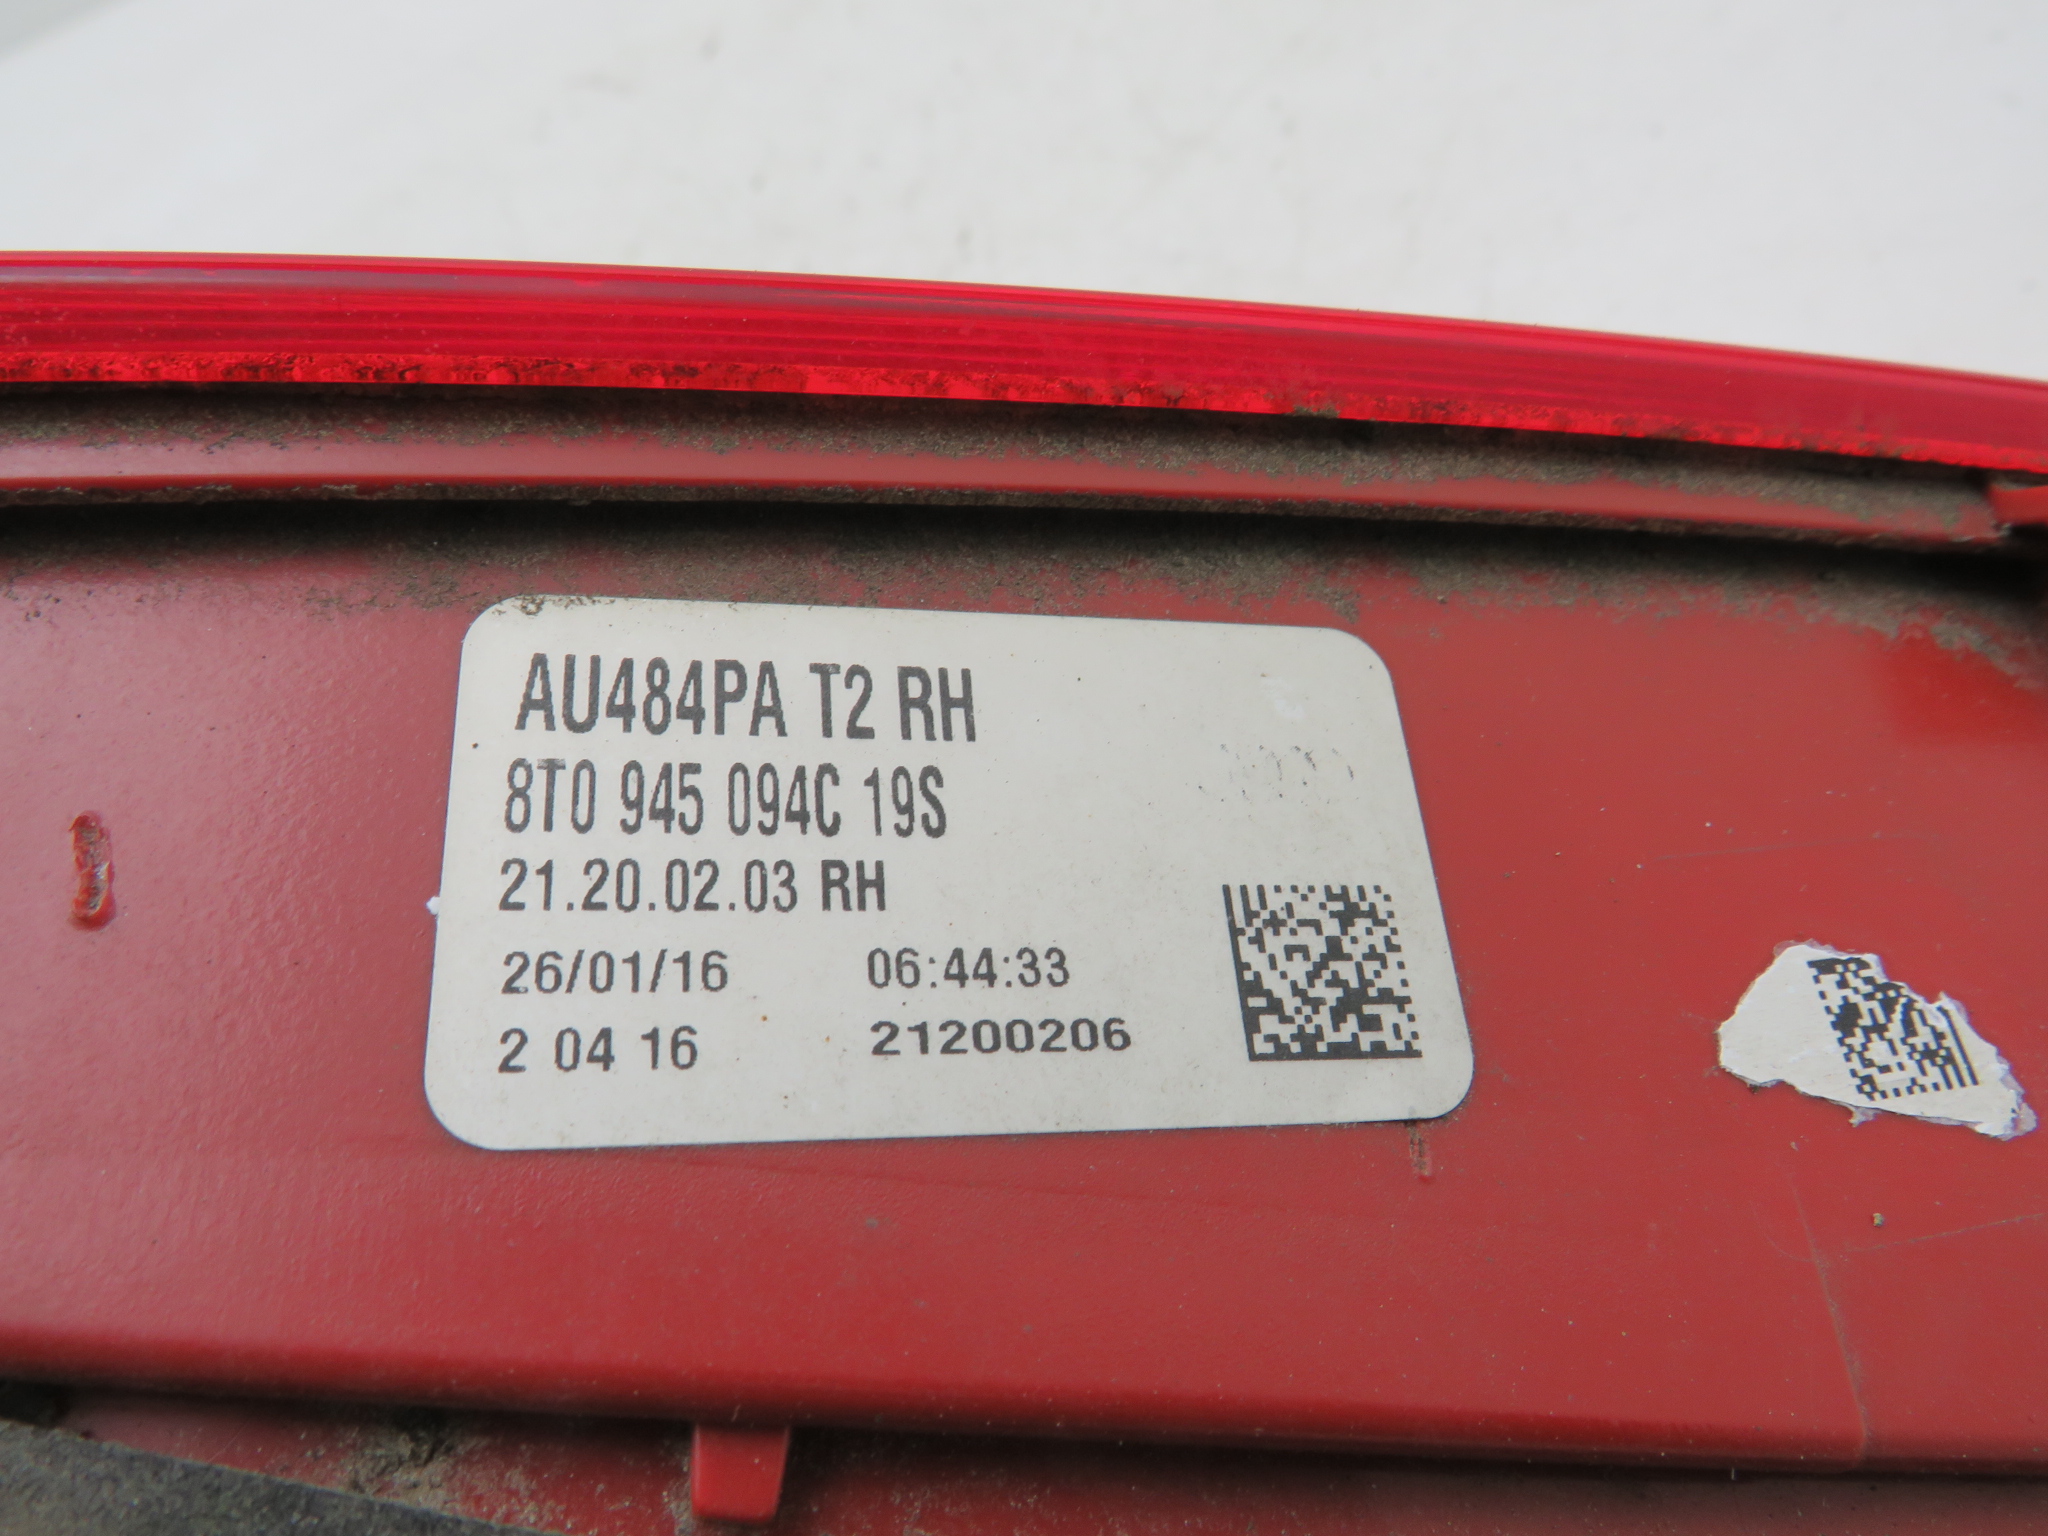 AU484PA T2 RH
8T0 945 094C 19S
21.20.02.03 RH
26/01/16 06:44:33
2 04 16 21200206